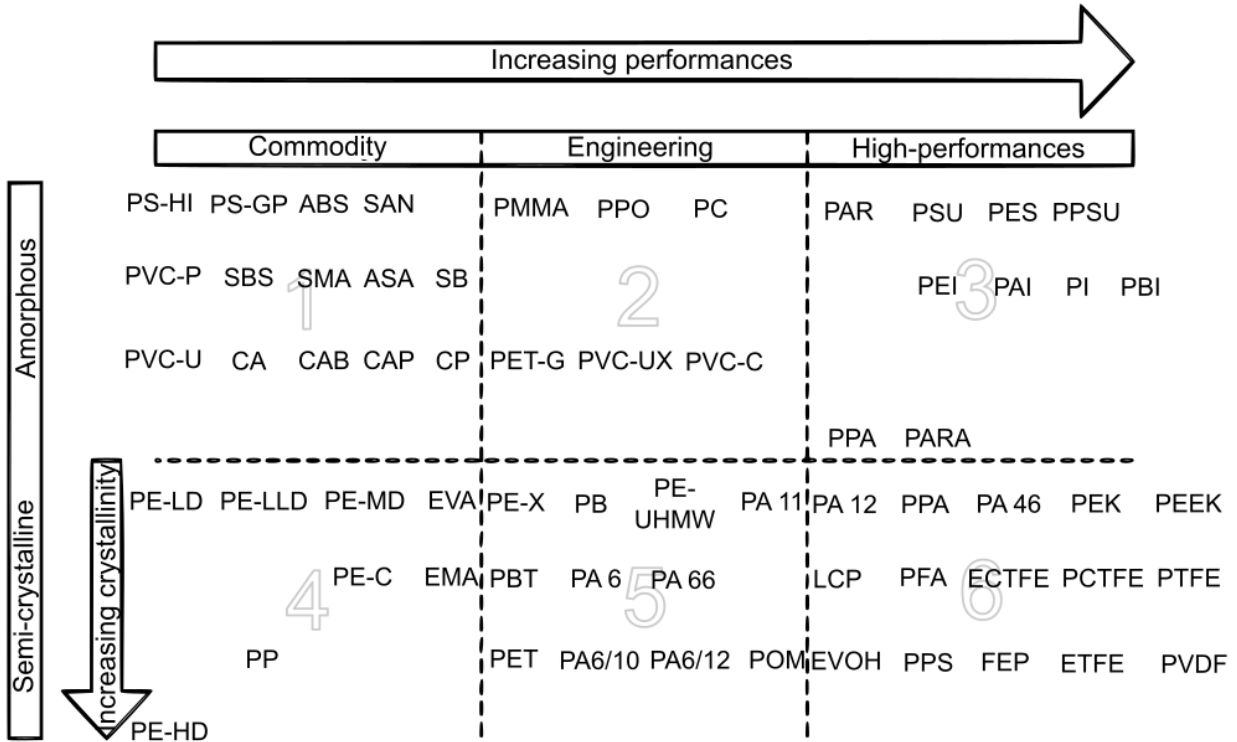 Increasing performances
Commodity Engineering High-performances
Amorphous
PS-HI PS-GP ABS SAN PMMA PPO PC PAR PSU PES PPSU
PVC-P SBS SMA ASA SB PEI PAI PI PBI
1 2 3
PVC-U CA CAB CAP CP PET-G PVC-UX PVC-C
PPA PARA
Semi-crystalline
Increasing crystallinity
PE-LD PE-LLD PE-MD EVA PE-X PB PE-UHMW PA 11 PA 12 PPA PA 46 PEK PEEK
PE-C EMA PBT PA 6 PA 66 LCP PFA ECTFE PCTFE PTFE
4 5 6
PP PET PA6/10 PA6/12 POM EVOH PPS FEP ETFE PVDF
PE-HD